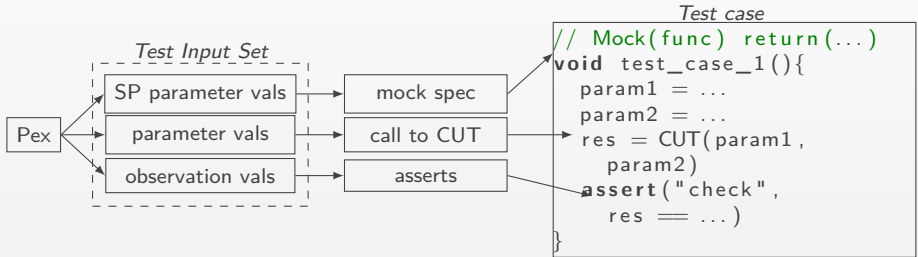 Test case
Test Input Set
Pex
SP parameter vals
parameter vals
observation vals
mock spec
call to CUT
asserts
// Mock(func) return(...)
void test_case_1(){
param1 = ...
param2 = ...
res = CUT(param1,
param2)
assert("check",
res == ...)
}